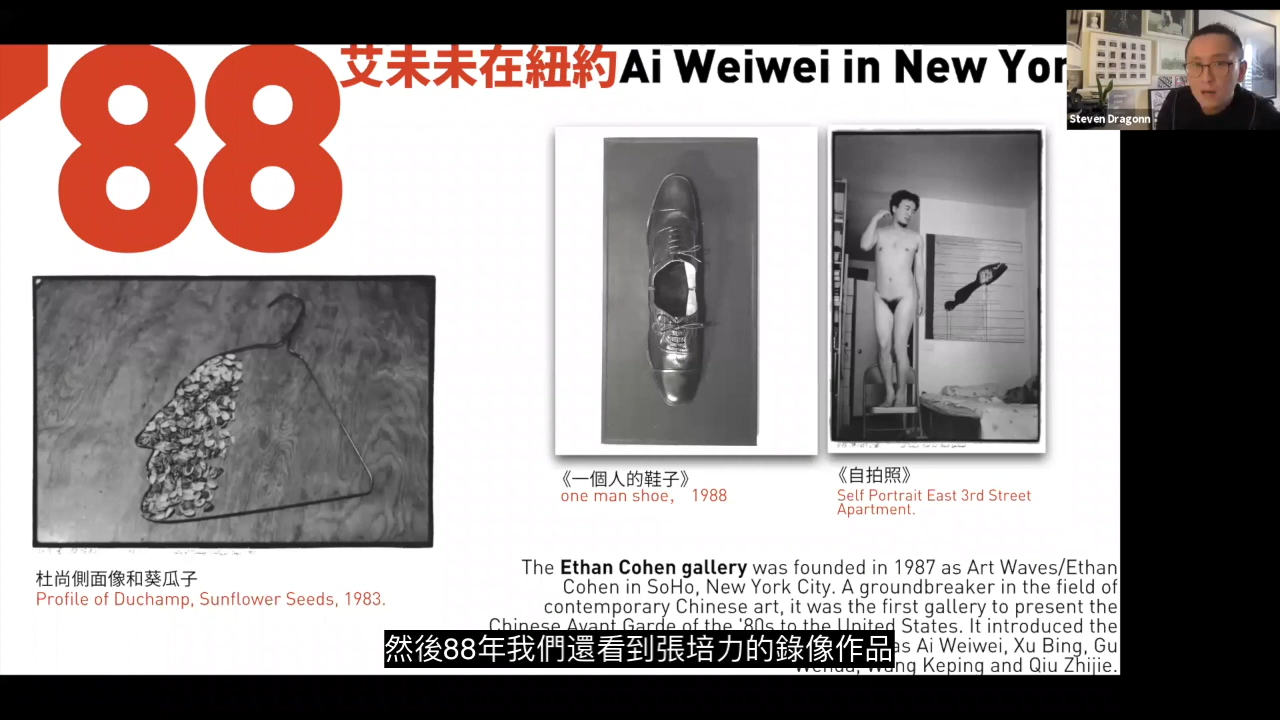 '88
艾未未在紐約Ai Weiwei in New Yor
Steven Dragonn
《一個人的鞋子》
one man shoe, 1988
《自拍照》
Self Portrait East 3rd Street
Apartment.
杜尚側面像和葵瓜子
Profile of Duchamp, Sunflower Seeds, 1983.
The Ethan Cohen gallery was founded in 1987 as Art Waves/Ethan
Cohen in SoHo, New York City. A groundbreaker in the field of
contemporary Chinese art, it was the first gallery to present the
Chinese Avant Garde of the '80s to the United States. It introduced the
as Ai Weiwei, Xu Bing, Gu
Wenda, Wang Keping and Qiu Zhijie.
然後88年我們還看到張培力的錄像作品